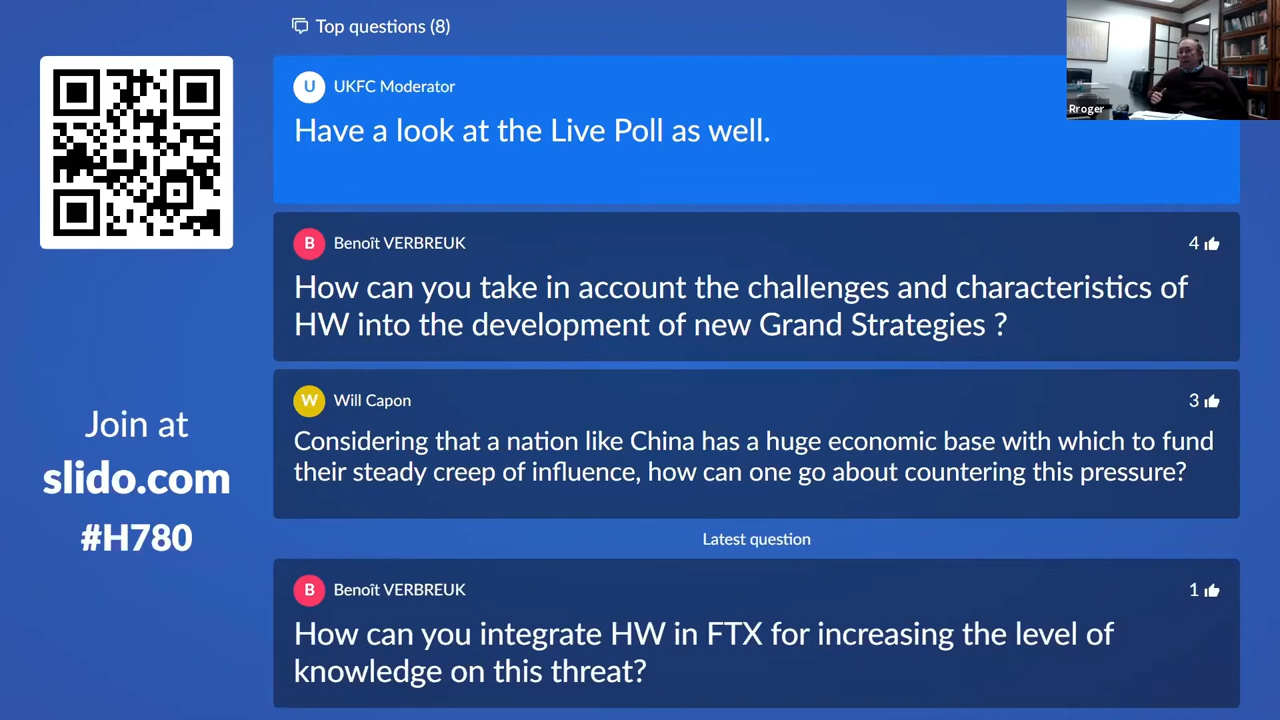 Top questions (8)
U
UKFC Moderator
Have a look at the Live Poll as well.
Rroger
B
Benoît VERBREUK
4
How can you take in account the challenges and characteristics of
HW into the development of new Grand Strategies ?
W
Will Capon
3
Considering that a nation like China has a huge economic base with which to fund
their steady creep of influence, how can one go about countering this pressure?
Join at
slido.com
#H780
Latest question
B
Benoît VERBREUK
1
How can you integrate HW in FTX for increasing the level of
knowledge on this threat?